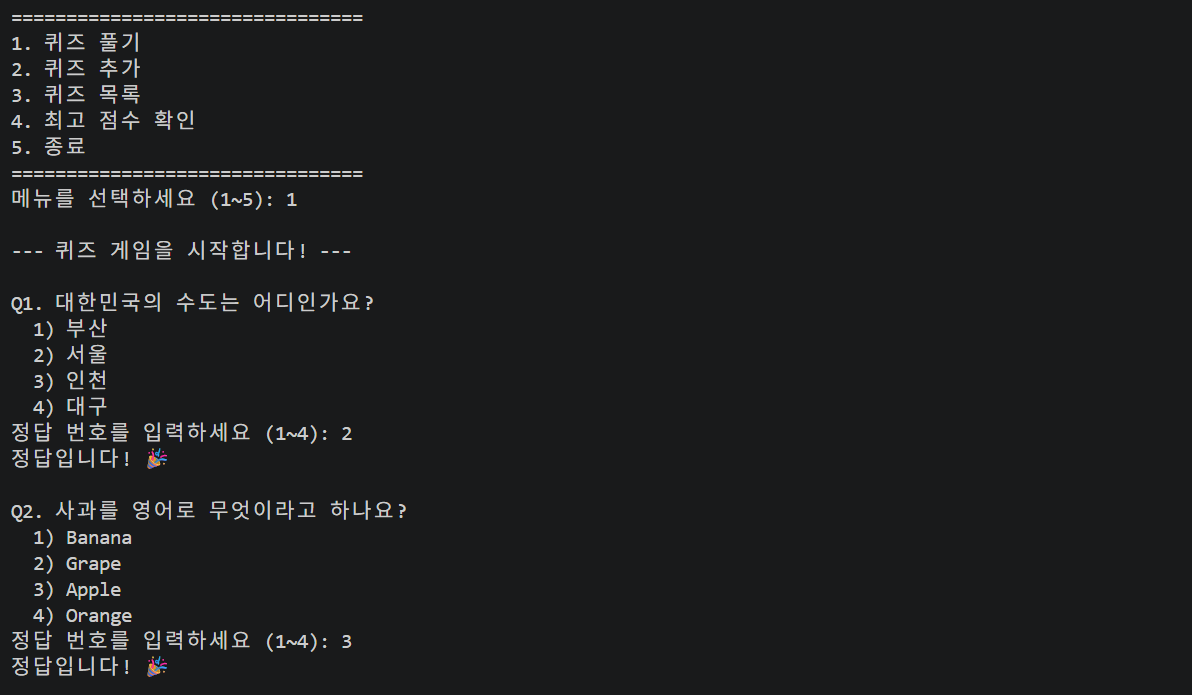 ================================
1. 퀴즈 풀기
2. 퀴즈 추가
3. 퀴즈 목록
4. 최고 점수 확인
5. 종료
================================
메뉴를 선택하세요 (1~5): 1
--- 퀴즈 게임을 시작합니다! ---
Q1. 대한민국의 수도는 어디인가요?
1) 부산
2) 서울
3) 인천
4) 대구
정답 번호를 입력하세요 (1~4): 2
정답입니다! 🎉
Q2. 사과를 영어로 무엇이라고 하나요?
1) Banana
2) Grape
3) Apple
4) Orange
정답 번호를 입력하세요 (1~4): 3
정답입니다! 🎉